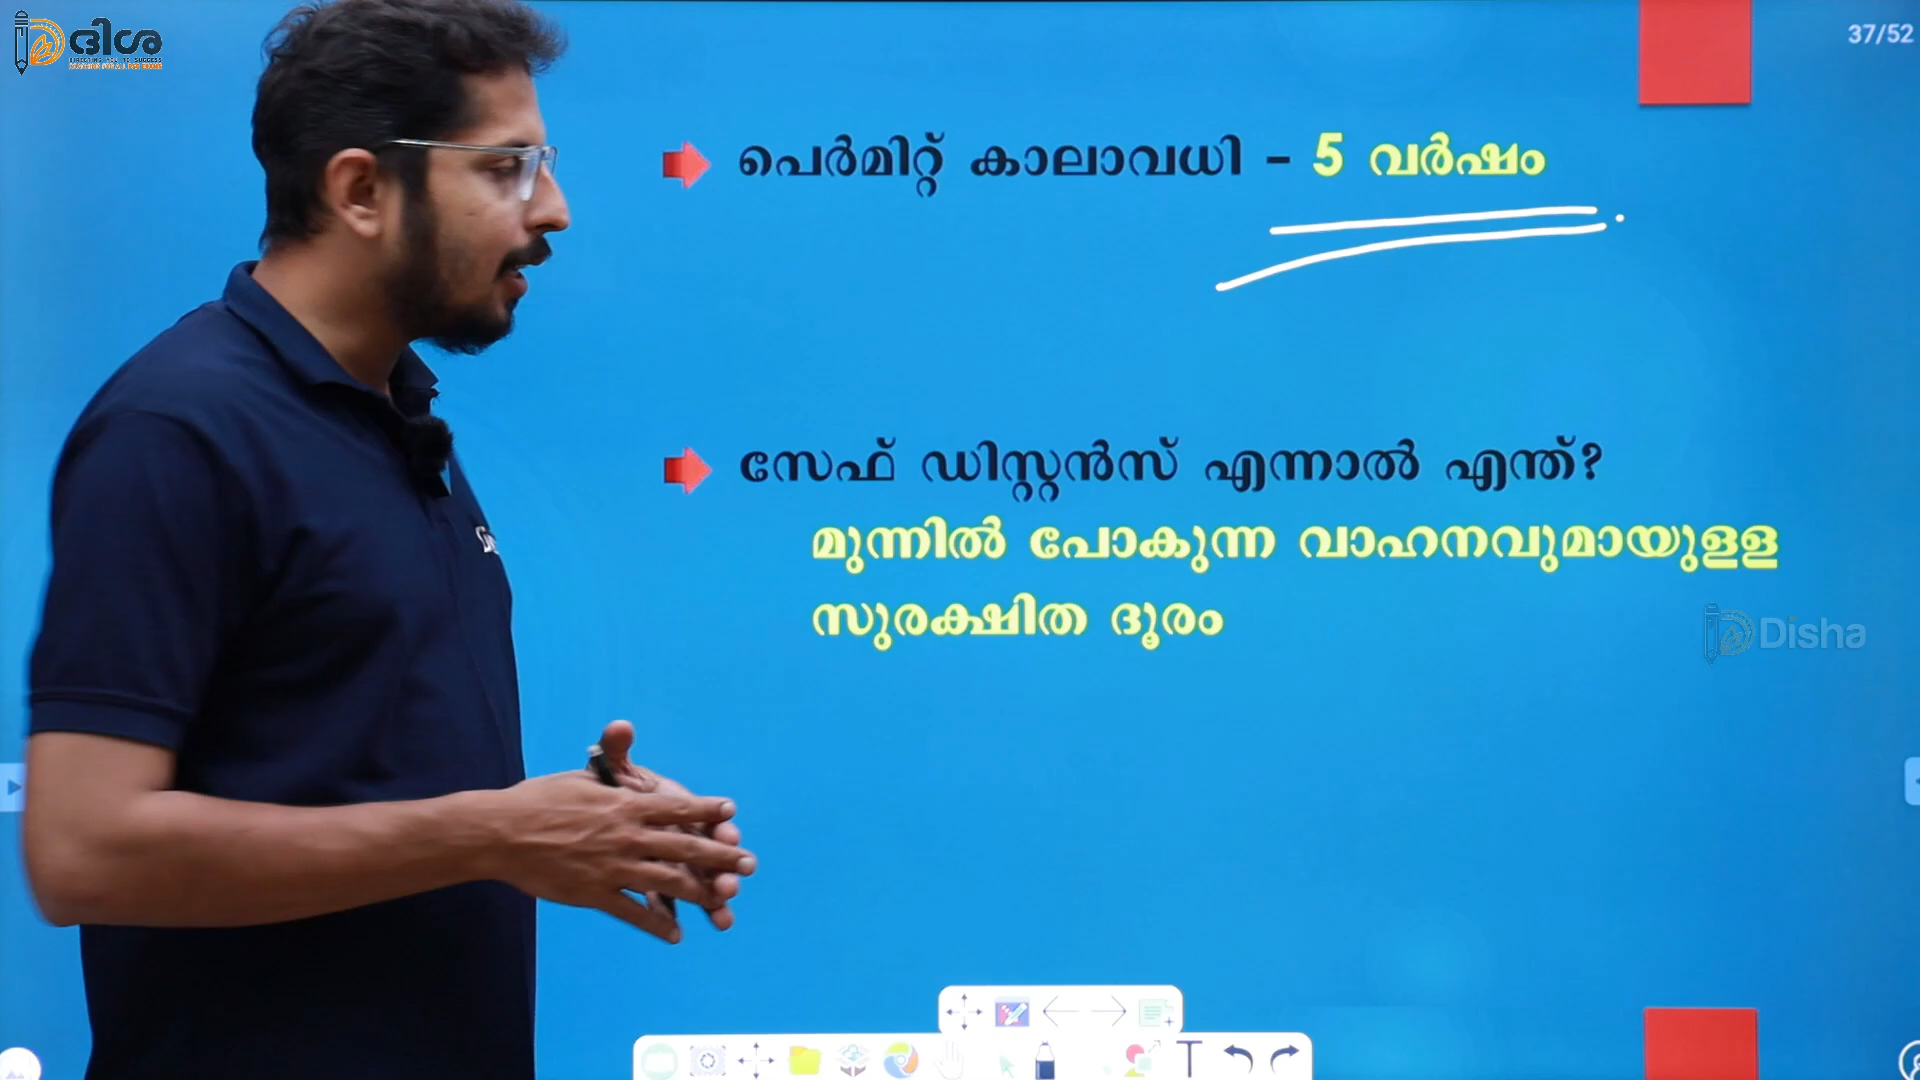 ദിശ
37/52
പെർമിറ്റ് കാലാവധി - 5 വർഷം
സേഫ് ഡിസ്റ്റൻസ് എന്നാൽ എന്ത്?
മുന്നിൽ പോകുന്ന വാഹനവുമായുള്ള
സുരക്ഷിത ദൂരം
Disha